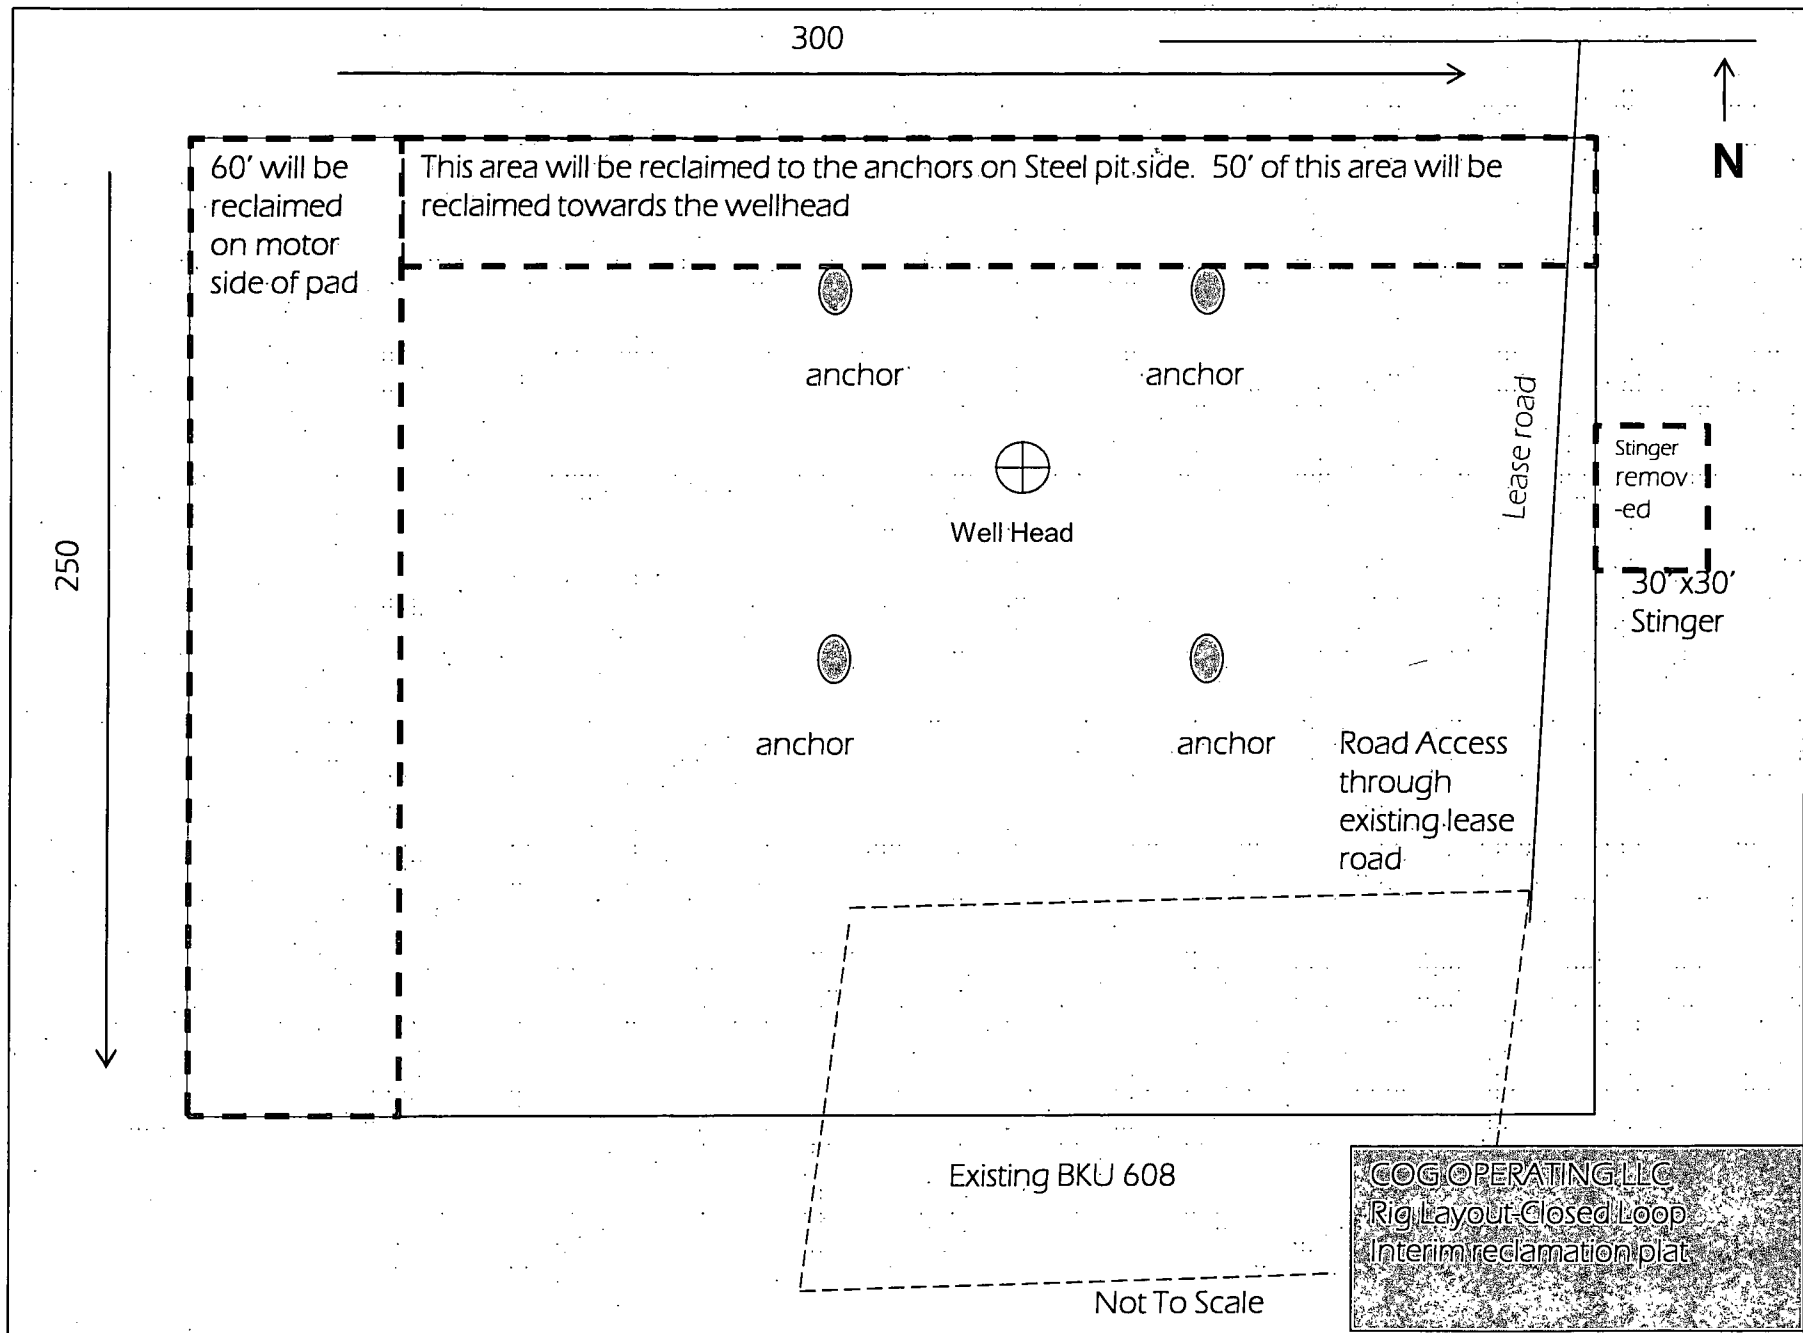 300
N
60' will be
reclaimed
on motor
side of pad
This area will be reclaimed to the anchors on Steel pit side. 50' of this area will be
reclaimed towards the wellhead
anchor
anchor
Lease road
Stinger
remov
-ed
Well Head
250
30' x30'
Stinger
anchor
anchor
Road Access
through
existing lease
road
Existing BKU 608
COG OPERATING LLC
Rig Layout-Closed Loop
Interim reclamation plat
Not To Scale